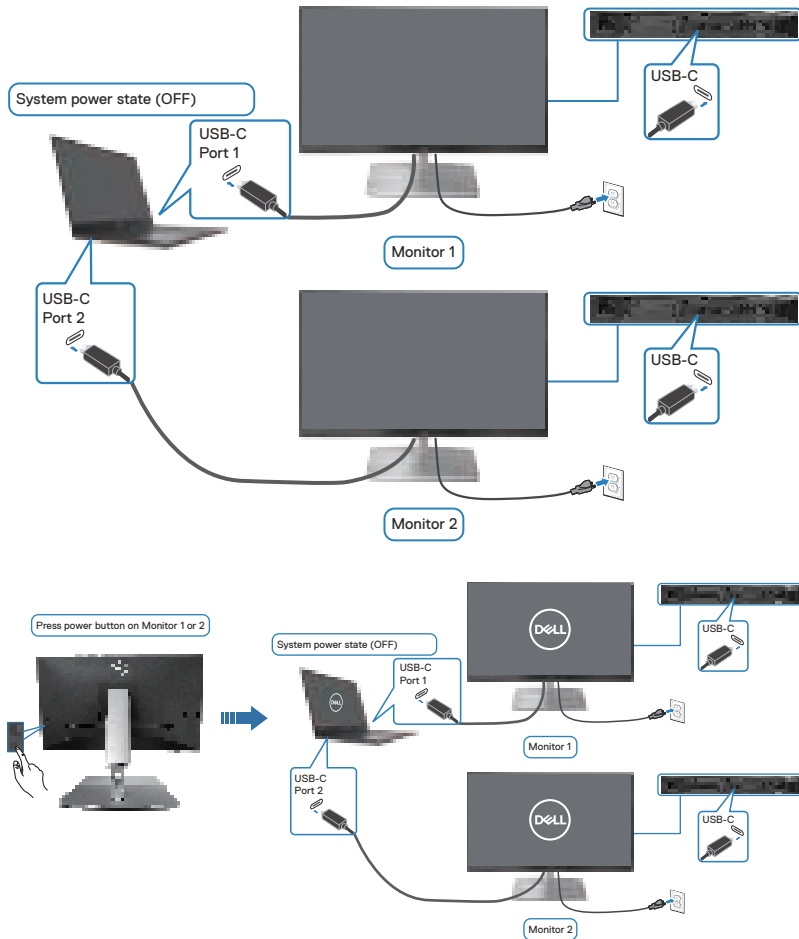 USB-C
System power state (OFF)
USB-C
Port 1
Monitor 1
USB-C
Port 2
USB-C
Monitor 2
Press power button on Monitor 1 or 2
DELL
USB-C
System power state (OFF)
USB-C
Port 1
DELL
Monitor 1
USB-C
Port 2
DELL
USB-C
Monitor 2